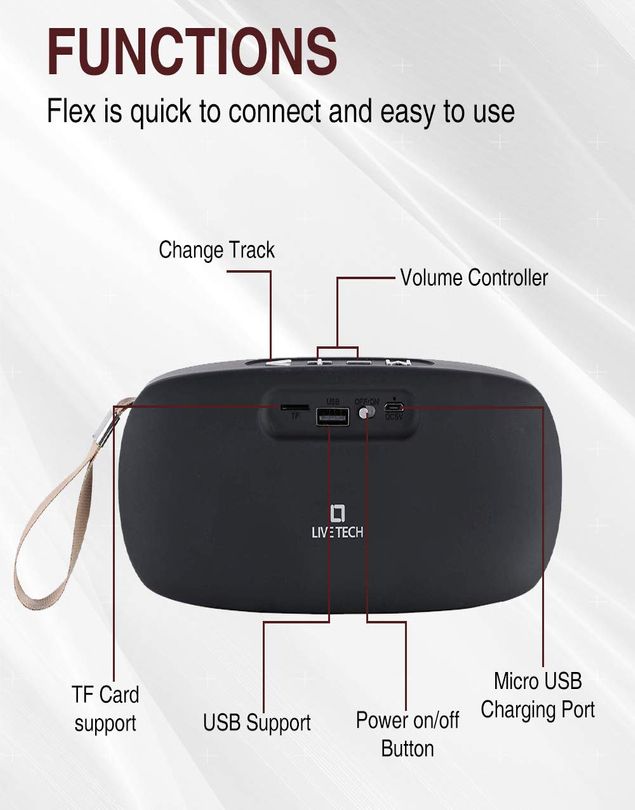 FUNCTIONS
Flex is quick to connect and easy to use
Change Track
Volume Controller
USB
OFF/ON
TF
DC5V
LIVETECH
TF Card
support
USB Support
Power on/off
Button
Micro USB
Charging Port